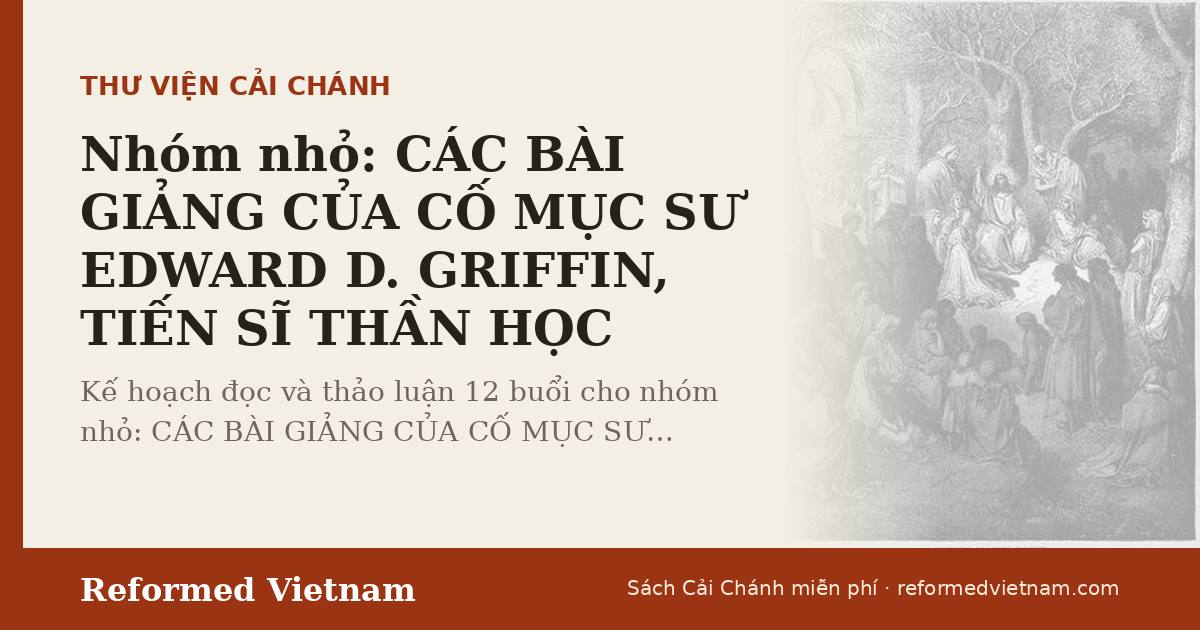 THƯ VIỆN CẢI CHÁNH
Nhóm nhỏ: CÁC BÀI
GIẢNG CỦA CỐ MỤC SƯ
EDWARD D. GRIFFIN,
TIẾN SĨ THẦN HỌC
Kế hoạch đọc và thảo luận 12 buổi cho nhóm
nhỏ: CÁC BÀI GIẢNG CỦA CỐ MỤC SƯ...
Reformed Vietnam
Sách Cải Chánh miễn phí · reformedvietnam.com